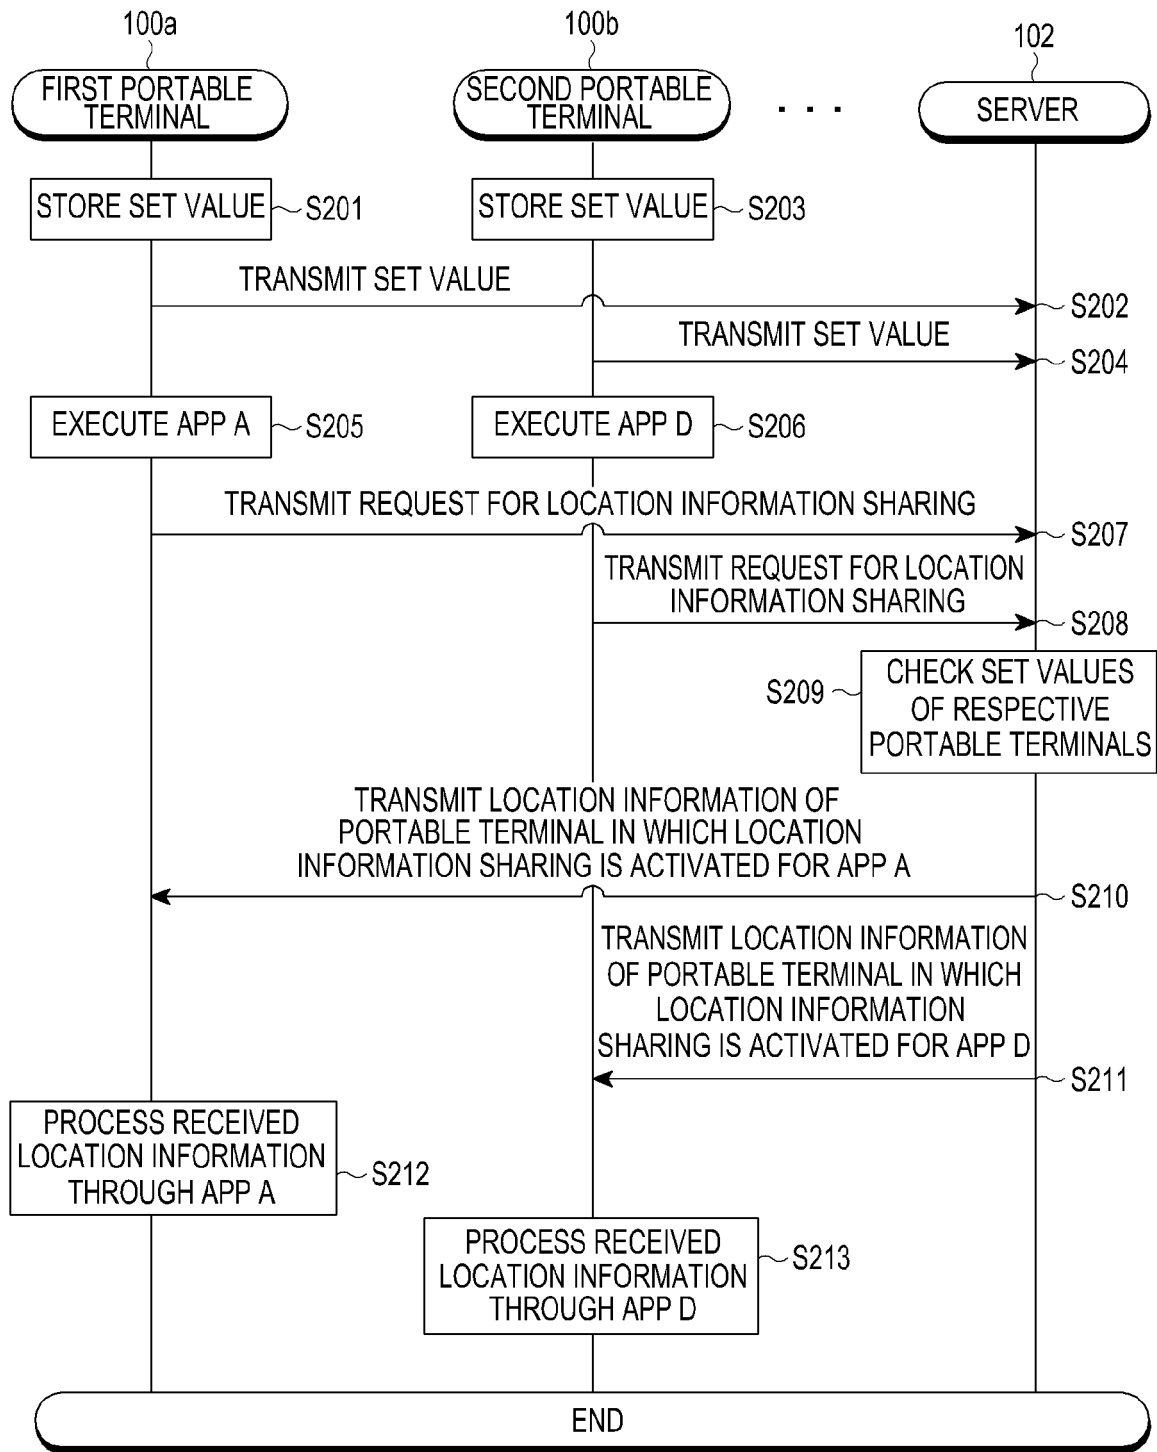 100a
100b
102
FIRST PORTABLE
TERMINAL
SECOND PORTABLE
TERMINAL
. . .
SERVER
STORE SET VALUE
S201
STORE SET VALUE
S203
TRANSMIT SET VALUE
S202
TRANSMIT SET VALUE
S204
EXECUTE APP A
S205
EXECUTE APP D
S206
TRANSMIT REQUEST FOR LOCATION INFORMATION SHARING
S207
TRANSMIT REQUEST FOR LOCATION
INFORMATION SHARING
S208
S209
CHECK SET VALUES
OF RESPECTIVE
PORTABLE TERMINALS
TRANSMIT LOCATION INFORMATION OF
PORTABLE TERMINAL IN WHICH LOCATION
INFORMATION SHARING IS ACTIVATED FOR APP A
S210
TRANSMIT LOCATION INFORMATION
OF PORTABLE TERMINAL IN WHICH
LOCATION INFORMATION
SHARING IS ACTIVATED FOR APP D
S211
PROCESS RECEIVED
LOCATION INFORMATION
THROUGH APP A
S212
PROCESS RECEIVED
LOCATION INFORMATION
THROUGH APP D
S213
END